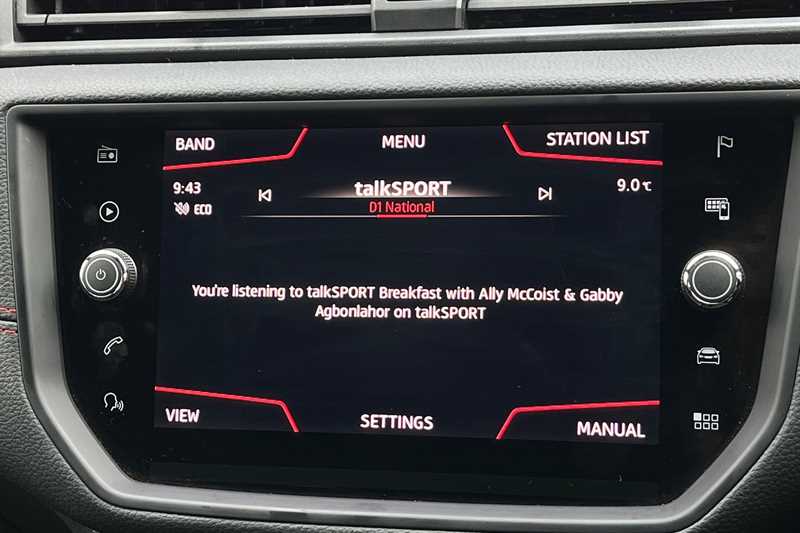 BAND
MENU
STATION LIST
9:43
talkSPORT
9.0℃
ECO
D1 National
You're listening to talkSPORT Breakfast with Ally McCoist & Gabby
Agbonlahor on talkSPORT
VIEW
SETTINGS
MANUAL